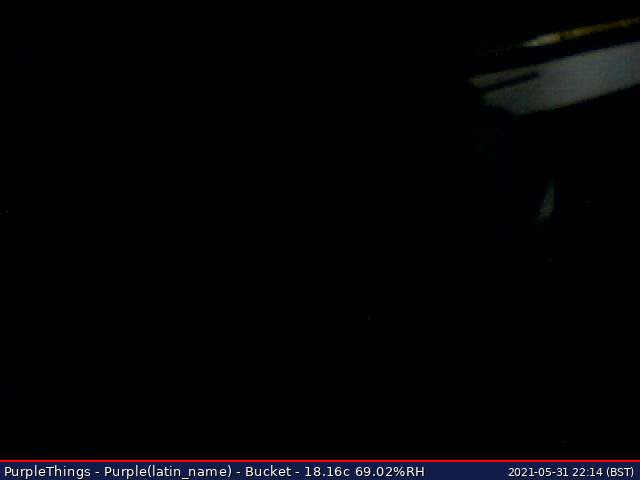 PurpleThings - Purple(latin_name) - Bucket - 18.16c 69.02%RH
2021-05-31 22:14 (BST)